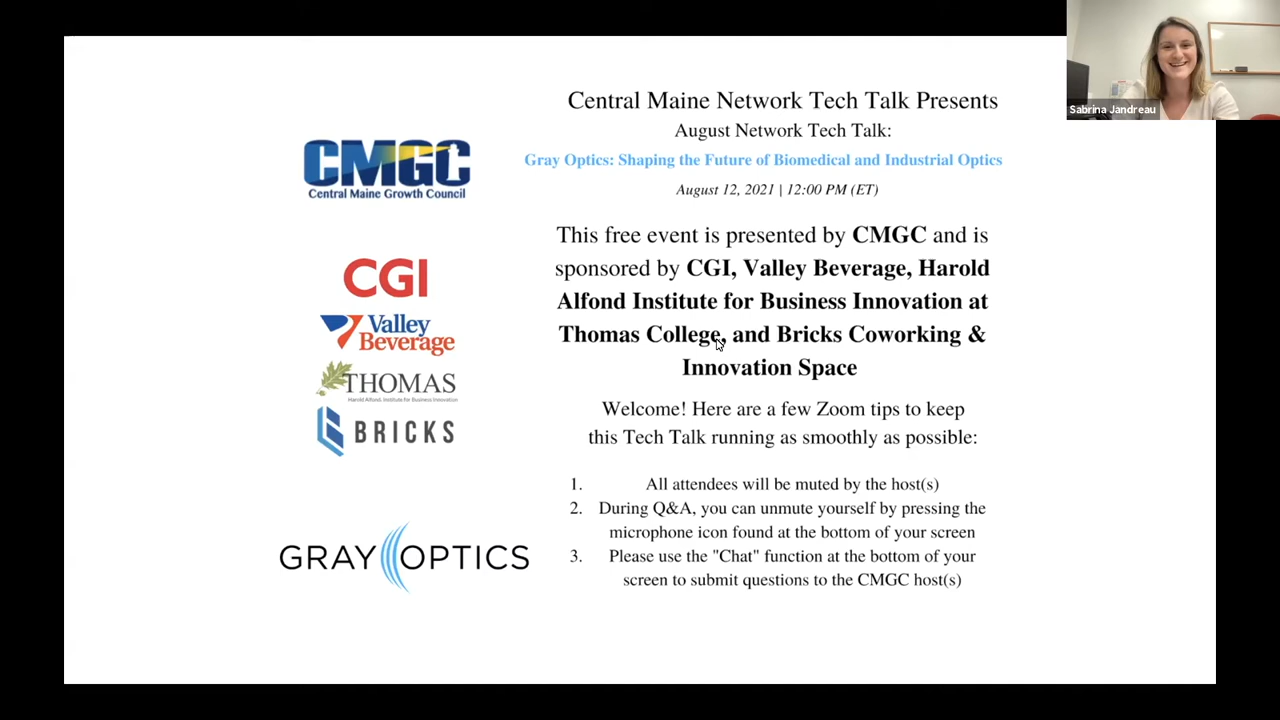 Sabrina Jandreau
Central Maine Network Tech Talk Presents
August Network Tech Talk:
Gray Optics: Shaping the Future of Biomedical and Industrial Optics
August 12, 2021 | 12:00 PM (ET)
CMGC
Central Maine Growth Council
This free event is presented by CMGC and is
sponsored by CGI, Valley Beverage, Harold
Alfond Institute for Business Innovation at
Thomas College, and Bricks Coworking &
Innovation Space
CGI
Valley
Beverage
THOMAS
Harold Alfond Institute for Business Innovation
BRICKS
Welcome! Here are a few Zoom tips to keep
this Tech Talk running as smoothly as possible:
1. All attendees will be muted by the host(s)
2. During Q&A, you can unmute yourself by pressing the
microphone icon found at the bottom of your screen
3. Please use the "Chat" function at the bottom of your
screen to submit questions to the CMGC host(s)
GRAY OPTICS